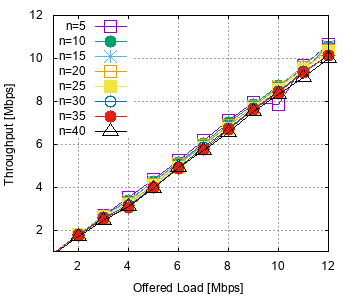 12
10
8
6
4
2
Throughput [Mbps]
n=5
n=10
n=15
n=20
n=25
n=30
n=35
n=40
2 4 6 8 10 12
Offered Load [Mbps]